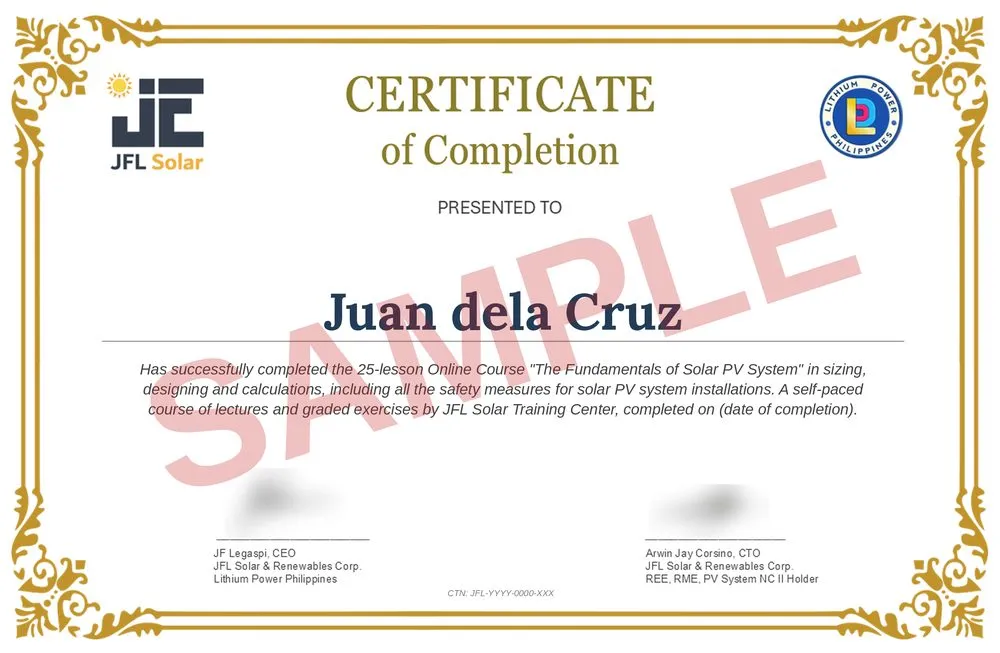 JFL Solar
CERTIFICATE
of Completion
LITHIUM POWER
PHILIPPINES
PRESENTED TO
SAMPLE
Juan dela Cruz
Has successfully completed the 25-lesson Online Course "The Fundamentals of Solar PV System" in sizing,
designing and calculations, including all the safety measures for solar PV system installations. A self-paced
course of lectures and graded exercises by JFL Solar Training Center, completed on (date of completion).
JF Legaspi, CEO
JFL Solar & Renewables Corp.
Lithium Power Philippines
Arwin Jay Corsino, CTO
JFL Solar & Renewables Corp.
REE, RME, PV System NC II Holder
CTN: JFL-YYYY-0000-XXX